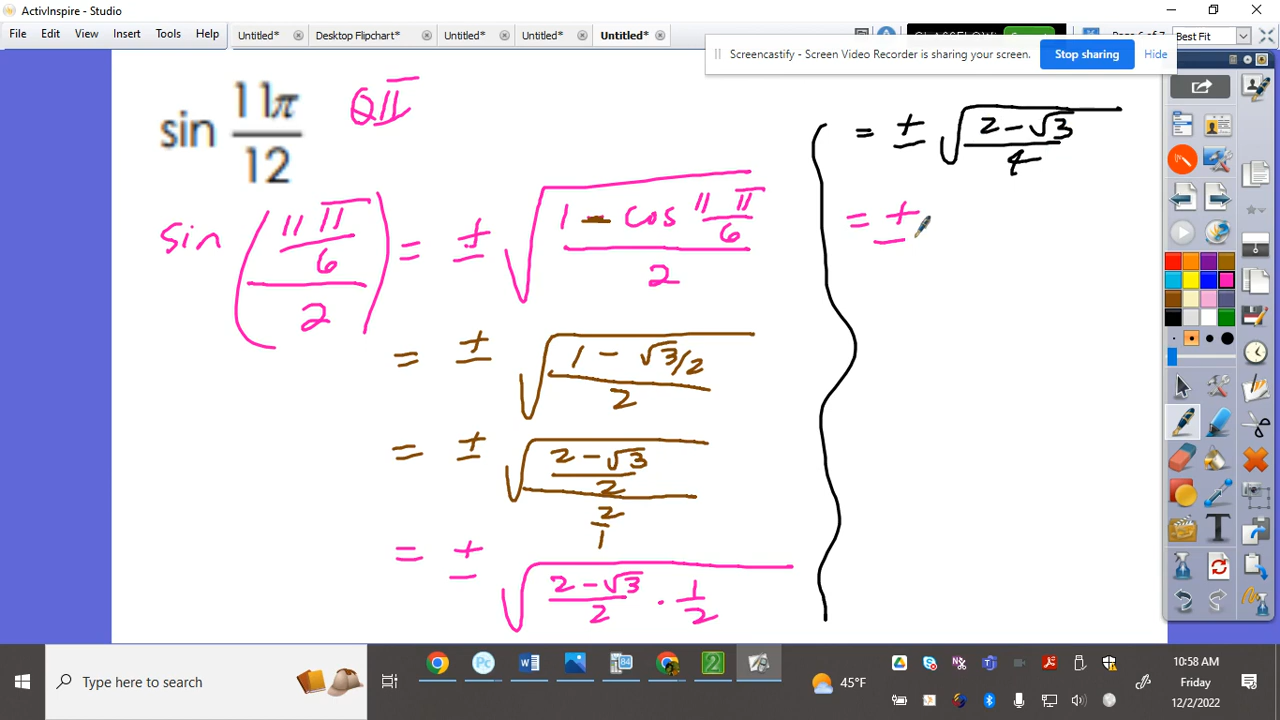 ActivInspire - Studio
File Edit View Insert Tools Help Untitled* Desktop Flipchart* Untitled* Untitled* Untitled* Best Fit
Screencastify - Screen Video Recorder is sharing your screen. Stop sharing Hide
sin 11π/12 QII
sin ((11π/6)/2) = ± √((1 - cos 11π/6)/2)
= ± √((1 - √3/2)/2)
= ± √(((2-√3)/2)/(2/1))
= ± √((2-√3)/2 · 1/2)
= ± √((2-√3)/4)
= ±
Type here to search
45°F
10:58 AM
Friday
12/2/2022